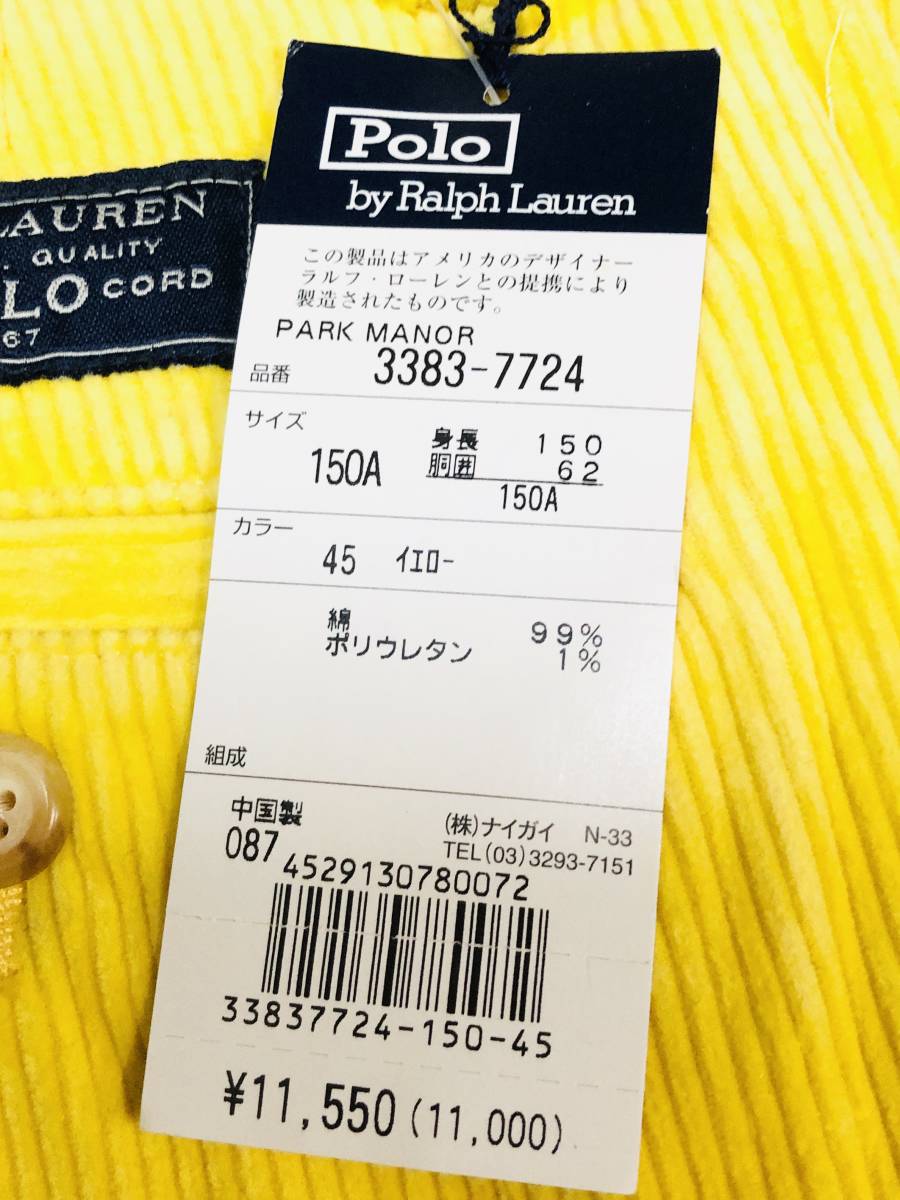 LAUREN
QUALITY
LO CORD
67
Polo
by Ralph Lauren
この製品はアメリカのデザイナー
ラルフ・ローレンとの提携により
製造されたものです。
PARK MANOR
品番 3383-7724
サイズ
150A
身長 150
胴囲 62
150A
カラー
45 イエロー
綿 99%
ポリウレタン 1%
組成
中国製
(株)ナイガイ N-33
087
TEL(03)3293-7151
4529130780072
33837724-150-45
¥11,550(11,000)